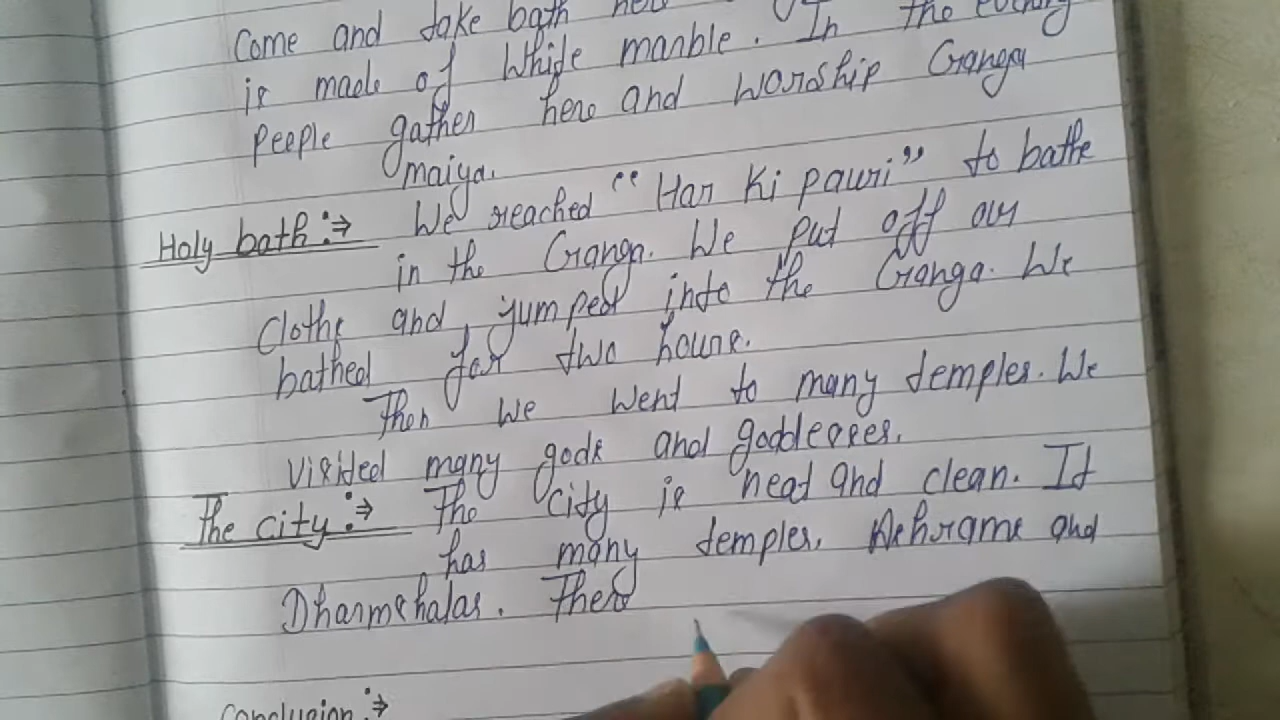 Come and take bath
is made of white marble. In the evening
people gather here and worship Ganga
maiya.
Holy bath :⇒ We reached "Har Ki pauri" to bathe
in the Ganga. We put off our
Clothe and jumped into the Ganga. We
bathed for two hours.
Then we went to many temples. We
visited many gods and goddesses.
The city :⇒ The city is neat and clean. It
has many temples, Ashrams and
Dharmshalas. There
Conclusion :⇒